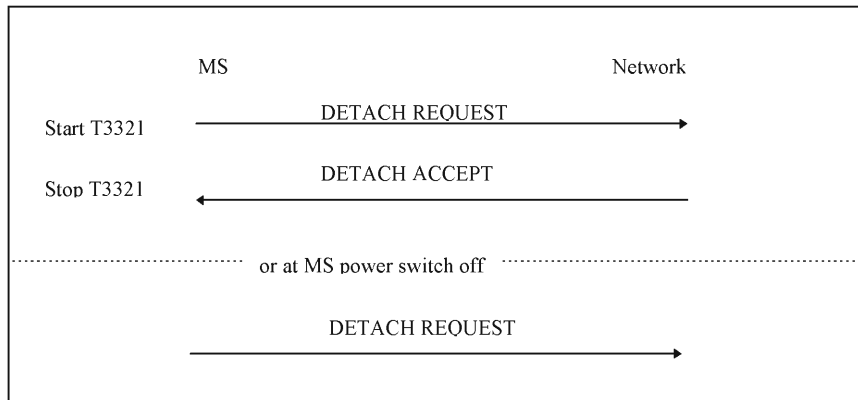 MS Network
DETACH REQUEST
Start T3321
DETACH ACCEPT
Stop T3321
or at MS power switch off
DETACH REQUEST